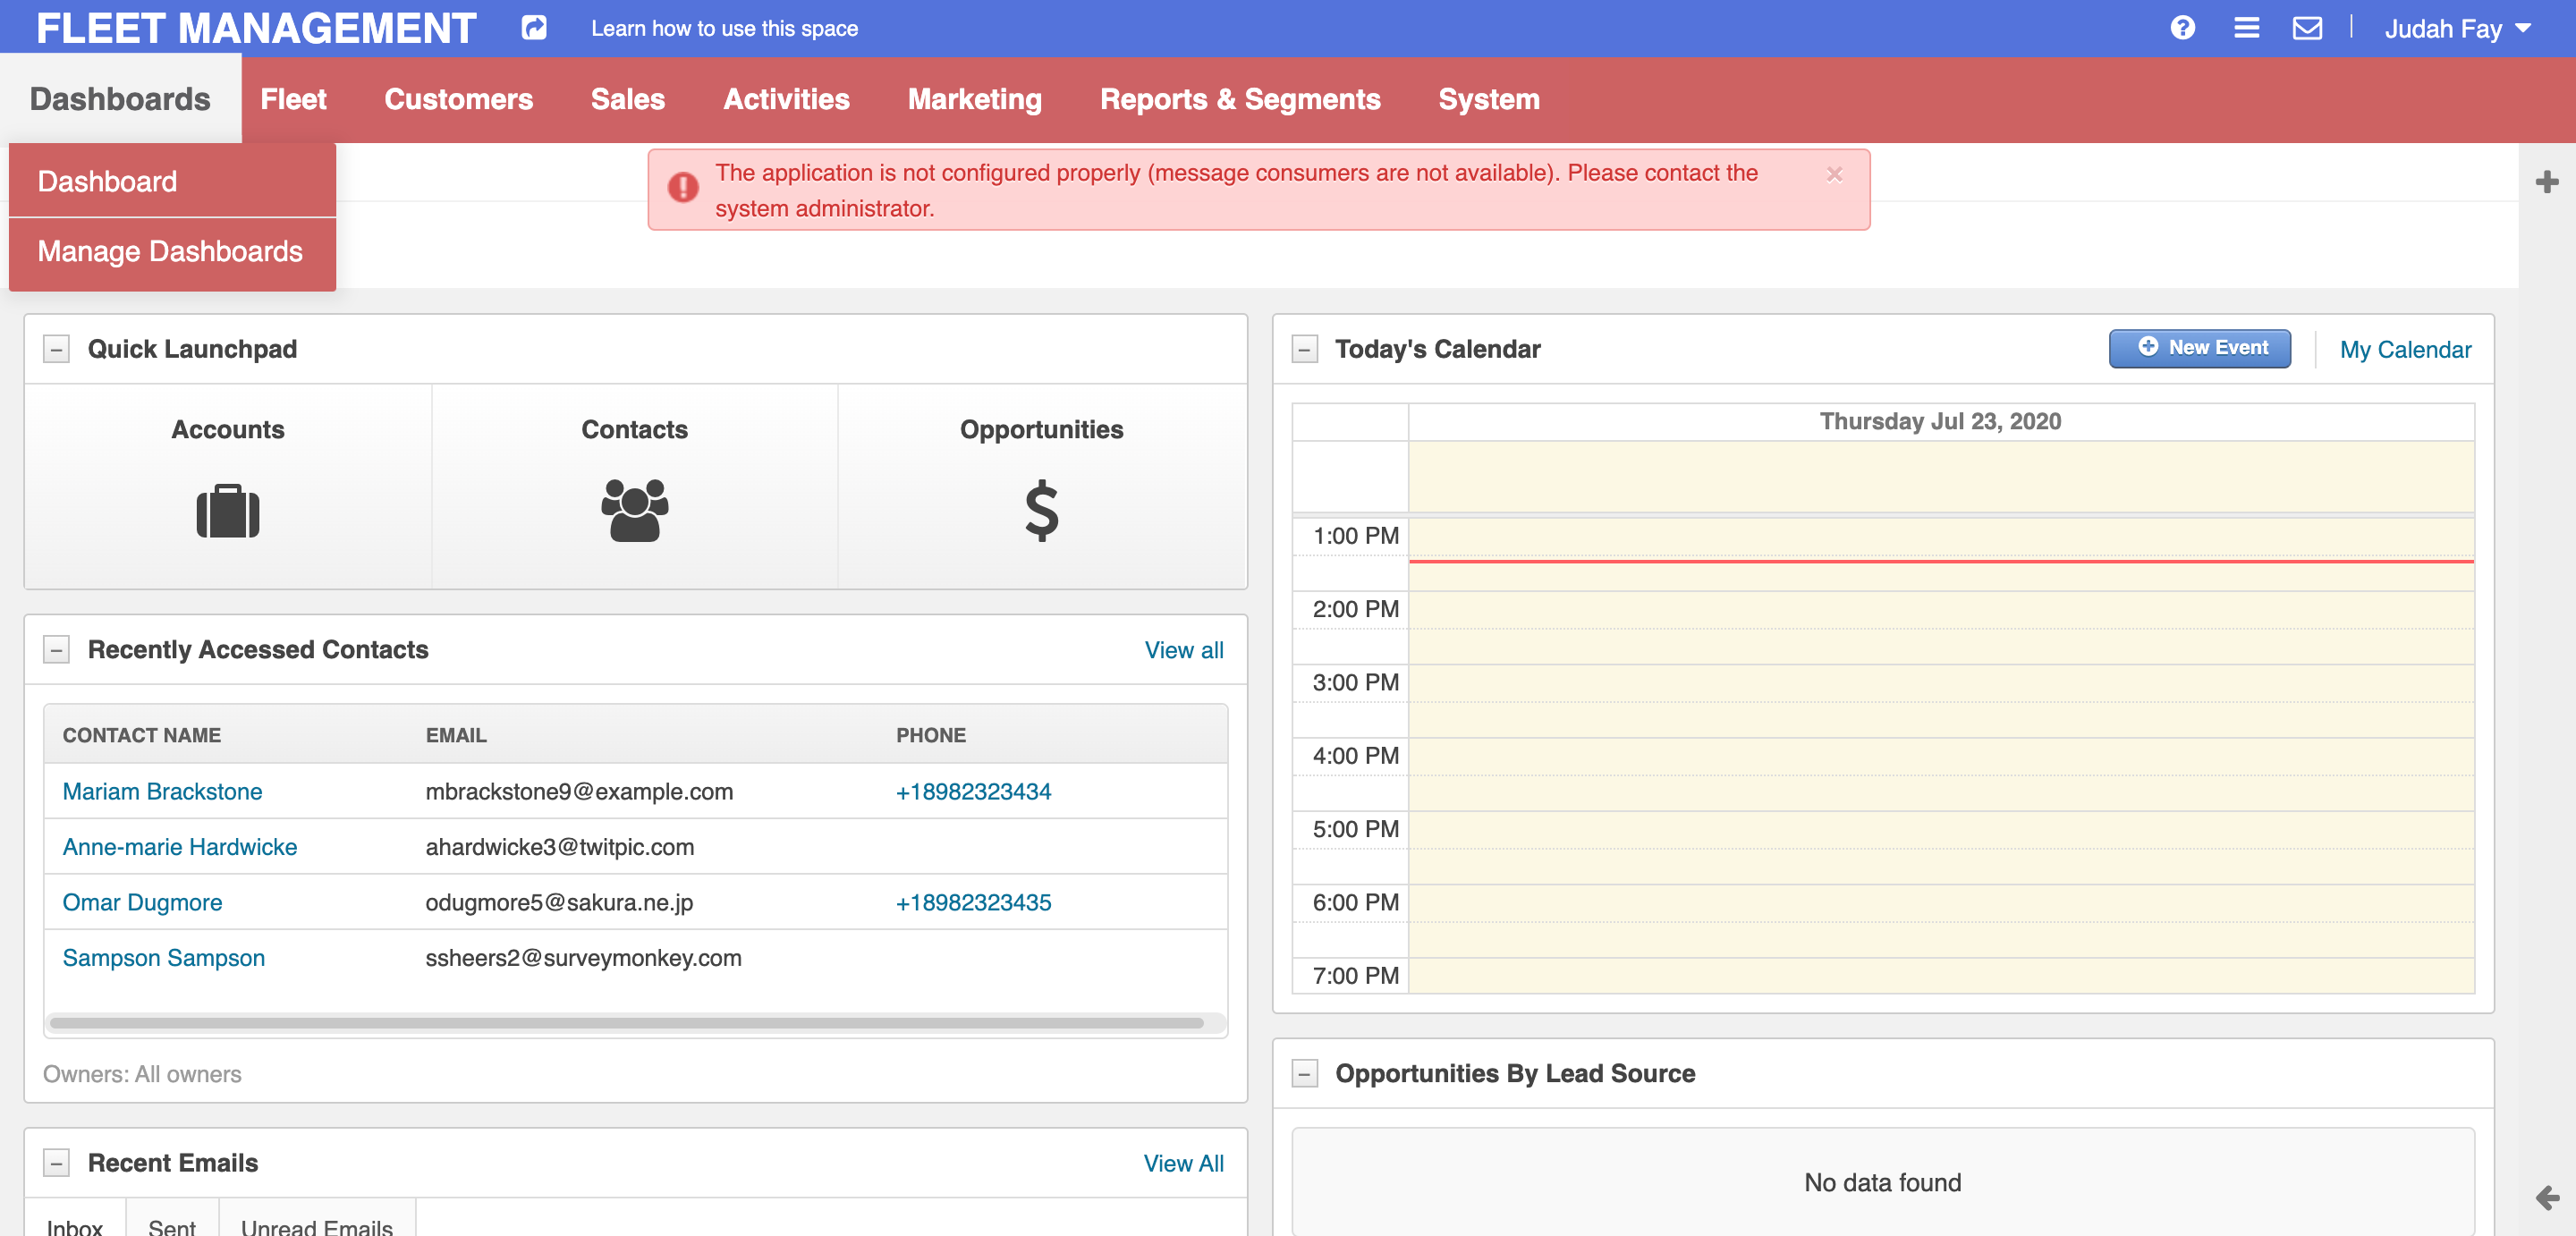 FLEET MANAGEMENT
Learn how to use this space
Judah Fay
Dashboards
Fleet
Customers
Sales
Activities
Marketing
Reports & Segments
System
Dashboard
Manage Dashboards
The application is not configured properly (message consumers are not available). Please contact the
system administrator.
Quick Launchpad
Accounts
Contacts
Opportunities
Recently Accessed Contacts
View all
CONTACT NAME EMAIL PHONE
Mariam Brackstone mbrackstone9@example.com +18982323434
Anne-marie Hardwicke ahardwicke3@twitpic.com
Omar Dugmore odugmore5@sakura.ne.jp +18982323435
Sampson Sampson ssheers2@surveymonkey.com
Owners: All owners
Recent Emails
View All
Inbox
Sent
Unread Emails
Today's Calendar
New Event
My Calendar
Thursday Jul 23, 2020
1:00 PM
2:00 PM
3:00 PM
4:00 PM
5:00 PM
6:00 PM
7:00 PM
Opportunities By Lead Source
No data found